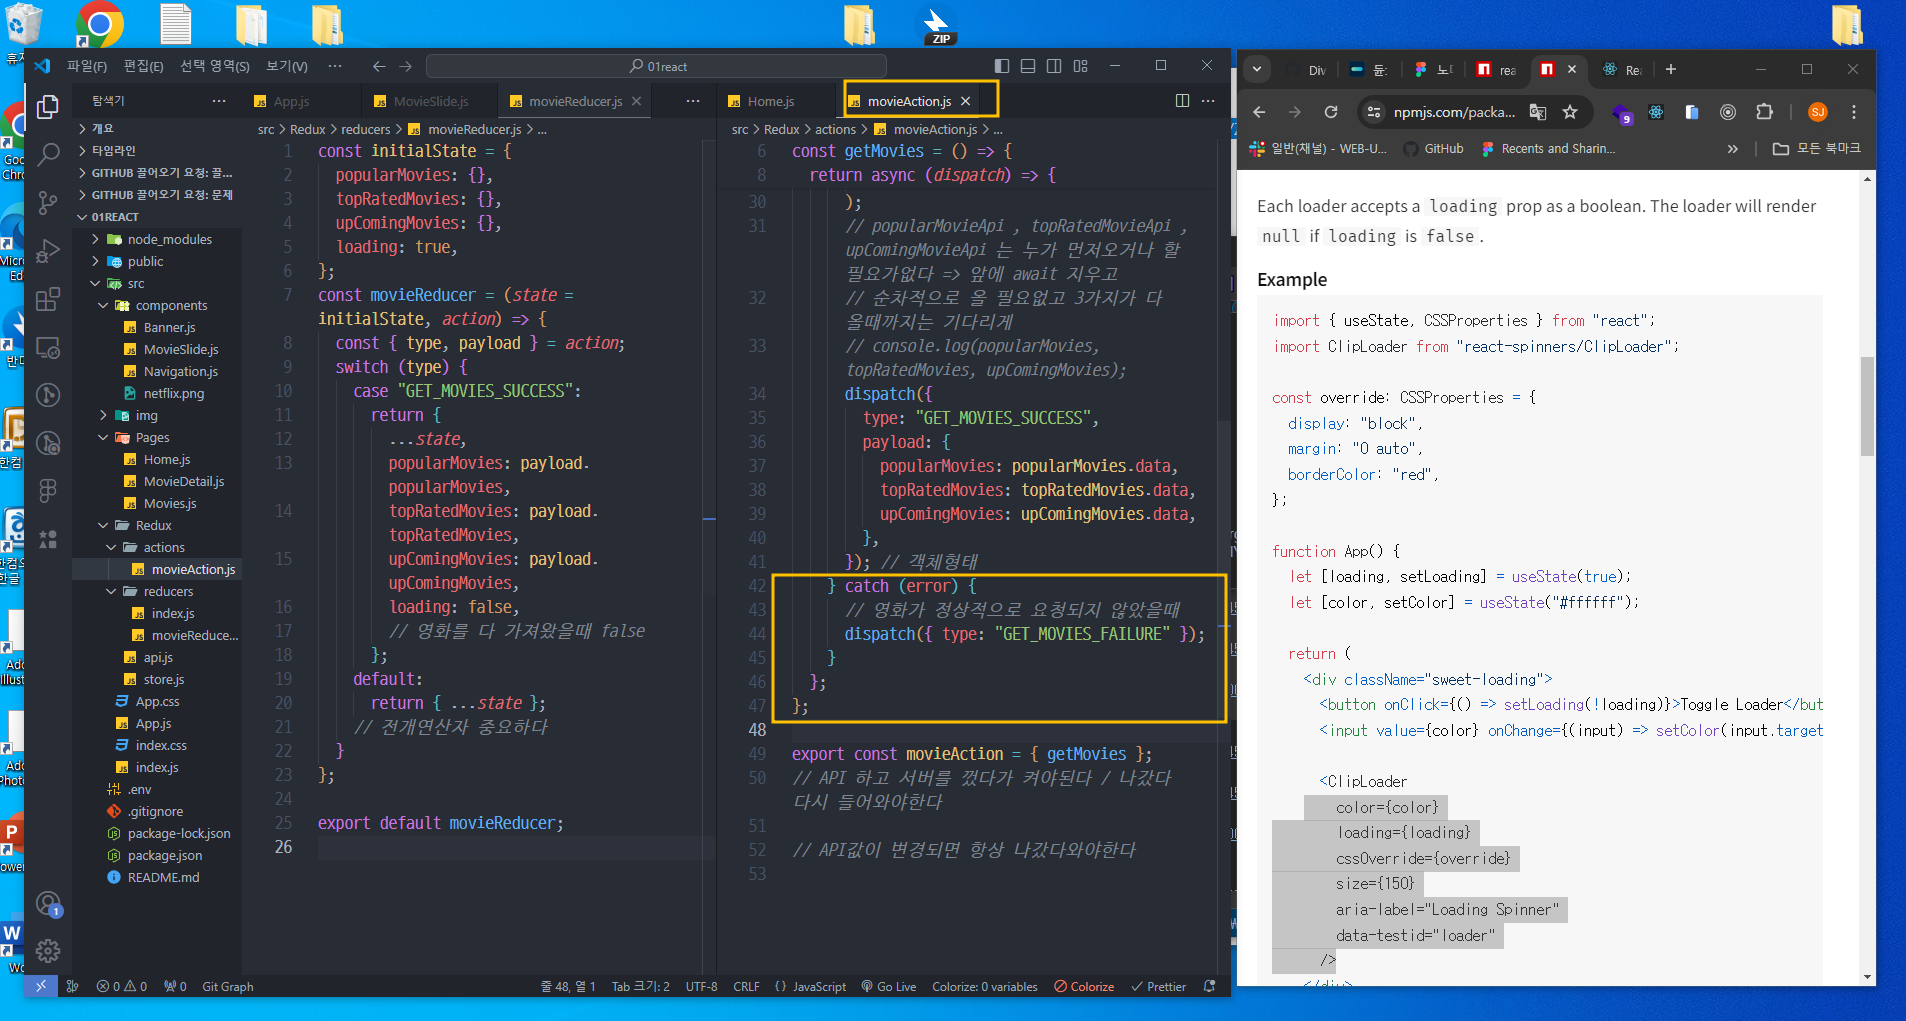 ZIP
파일(F) 편집(E) 선택 영역(S) 보기(V) ··· 01react
탐색기 ···
개요
타임라인
GITHUB 끌어오기 요청: 끌...
GITHUB 끌어오기 요청: 문제
01REACT
node_modules
public
src
components
Banner.js
MovieSlide.js
Navigation.js
netflix.png
img
Pages
Home.js
MovieDetail.js
Movies.js
Redux
actions
movieAction.js
reducers
index.js
movieReduce...
api.js
store.js
App.css
App.js
index.css
index.js
.env
.gitignore
package-lock.json
package.json
README.md
App.js MovieSlide.js movieReducer.js ···
src > Redux > reducers > movieReducer.js > ...
1 const initialState = {
2 popularMovies: {},
3 topRatedMovies: {},
4 upComingMovies: {},
5 loading: true,
6 };
7 const movieReducer = (state =
initialState, action) => {
8 const { type, payload } = action;
9 switch (type) {
10 case "GET_MOVIES_SUCCESS":
11 return {
12 ...state,
13 popularMovies: payload.
popularMovies,
14 topRatedMovies: payload.
topRatedMovies,
15 upComingMovies: payload.
upComingMovies,
16 loading: false,
17 // 영화를 다 가져왔을때 false
18 };
19 default:
20 return { ...state };
21 // 전개연산자 중요하다
22 }
23 };
24
25 export default movieReducer;
26
Home.js movieAction.js ···
src > Redux > actions > movieAction.js > ...
6 const getMovies = () => {
8 return async (dispatch) => {
30 );
31 // popularMovieApi , topRatedMovieApi ,
upComingMovieApi 는 누가 먼저오거나 할
필요가없다 => 앞에 await 지우고
32 // 순차적으로 올 필요없고 3가지가 다
올때까지는 기다리게
33 // console.log(popularMovies,
topRatedMovies, upComingMovies);
34 dispatch({
35 type: "GET_MOVIES_SUCCESS",
36 payload: {
37 popularMovies: popularMovies.data,
38 topRatedMovies: topRatedMovies.data,
39 upComingMovies: upComingMovies.data,
40 },
41 }); // 객체형태
42 } catch (error) {
43 // 영화가 정상적으로 요청되지 않았을때
44 dispatch({ type: "GET_MOVIES_FAILURE" });
45 }
46 };
47 };
48
49 export const movieAction = { getMovies };
50 // API 하고 서버를 껐다가 켜야된다 / 나갔다
다시 들어와야한다
51
52 // API값이 변경되면 항상 나갔다와야한다
53
0 0 0 Git Graph 줄 48, 열 1 Tab 크기: 2 UTF-8 CRLF {} JavaScript Go Live Colorize: 0 variables Colorize Prettier
Div 듄: 노 rea Rea
npmjs.com/packa... 9 SJ
일반(채널) - WEB-U... GitHub Recents and Sharin... » 모든 북마크
Each loader accepts a loading prop as a boolean. The loader will render
null if loading is false.
Example
import { useState, CSSProperties } from "react";
import ClipLoader from "react-spinners/ClipLoader";
const override: CSSProperties = {
display: "block",
margin: "0 auto",
borderColor: "red",
};
function App() {
let [loading, setLoading] = useState(true);
let [color, setColor] = useState("#ffffff");
return (
<div className="sweet-loading">
<button onClick={() => setLoading(!loading)}>Toggle Loader</but
<input value={color} onChange={(input) => setColor(input.target
<ClipLoader
color={color}
loading={loading}
cssOverride={override}
size={150}
aria-label="Loading Spinner"
data-testid="loader"
/>
</div>